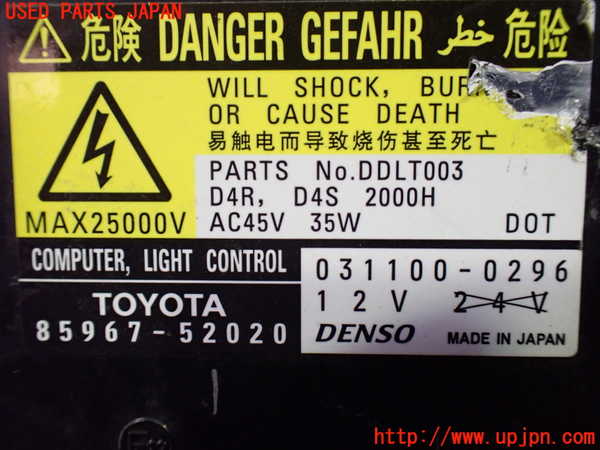 USED PARTS JAPAN
危険 DANGER GEFAHR خطر 危险
WILL SHOCK, BUR
OR CAUSE DEATH
易触电而导致烧伤甚至死亡
MAX25000V
PARTS No.DDLT003
D4R, D4S 2000H
AC45V 35W DOT
COMPUTER, LIGHT CONTROL
TOYOTA
85967-52020
031100-0296
12V 24V
DENSO MADE IN JAPAN
http://www.upjpn.com/